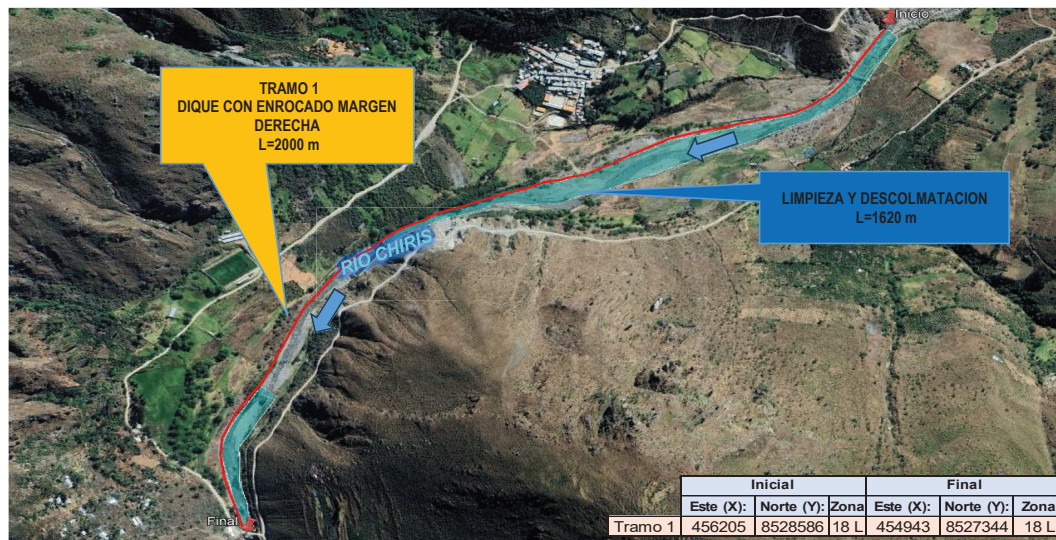 Inicio
TRAMO 1
DIQUE CON ENROCADO MARGEN
DERECHA
L=2000 m
LIMPIEZA Y DESCOLMATACION
L=1620 m
RIO CHIRIS
Final
Inicial Final
Este (X): Norte (Y): Zona Este (X): Norte (Y): Zona
Tramo 1 456205 8528586 18 L 454943 8527344 18 L